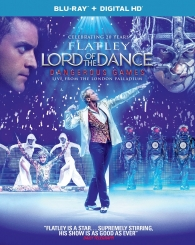 BLU-RAY + DIGITAL HD
CELEBRATING 20 YEARS
FLATLEY
LORD OF THE DANCE
DANGEROUS GAMES
LIVE FROM THE LONDON PALLADIUM
"FLATLEY IS A STAR... SUPREMELY STIRRING,
HIS SHOW IS AS GOOD AS EVER"